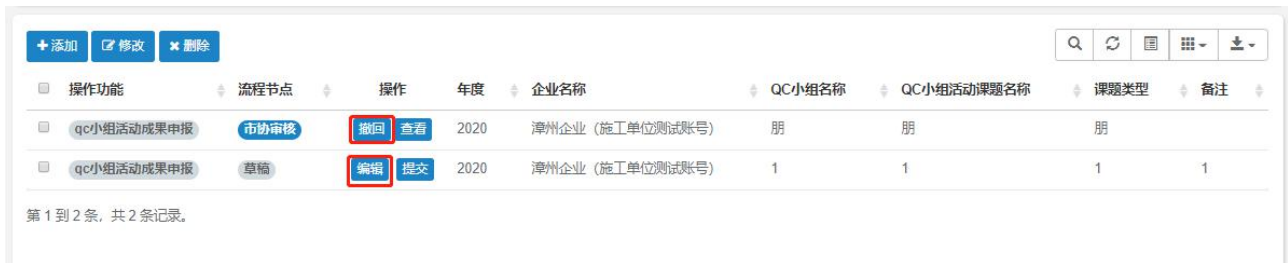 添加 修改 删除
操作功能 流程节点 操作 年度 企业名称 QC小组名称 QC小组活动课题名称 课题类型 备注
qc小组活动成果申报 市协审核 撤回 查看 2020 漳州企业（施工单位测试账号） 朋 朋 朋
qc小组活动成果申报 草稿 编辑 提交 2020 漳州企业（施工单位测试账号） 1 1 1 1
第 1 到 2 条，共 2 条记录。